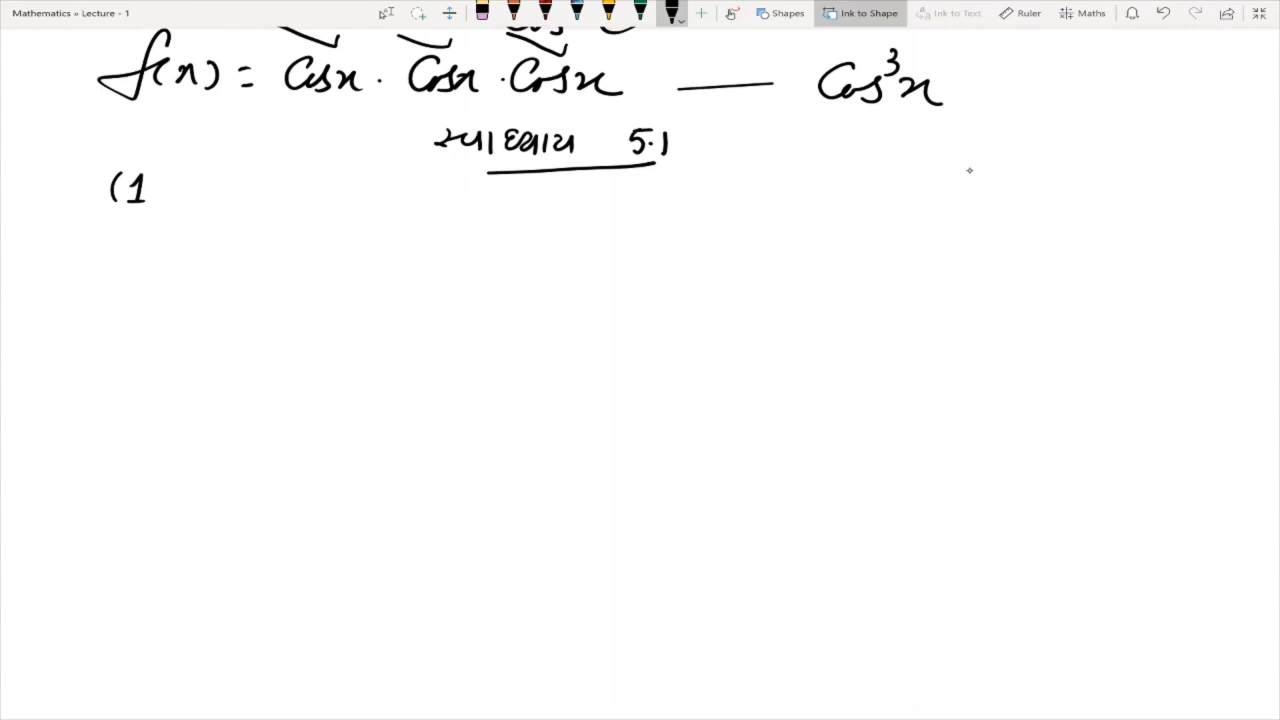 Mathematics » Lecture - 1
Shapes Ink to Shape Ink to Text Ruler Maths
f(x) = Cosx · Cosx · Cosx —— Cos³x
સ્વાધ્યાય 5.1
(1